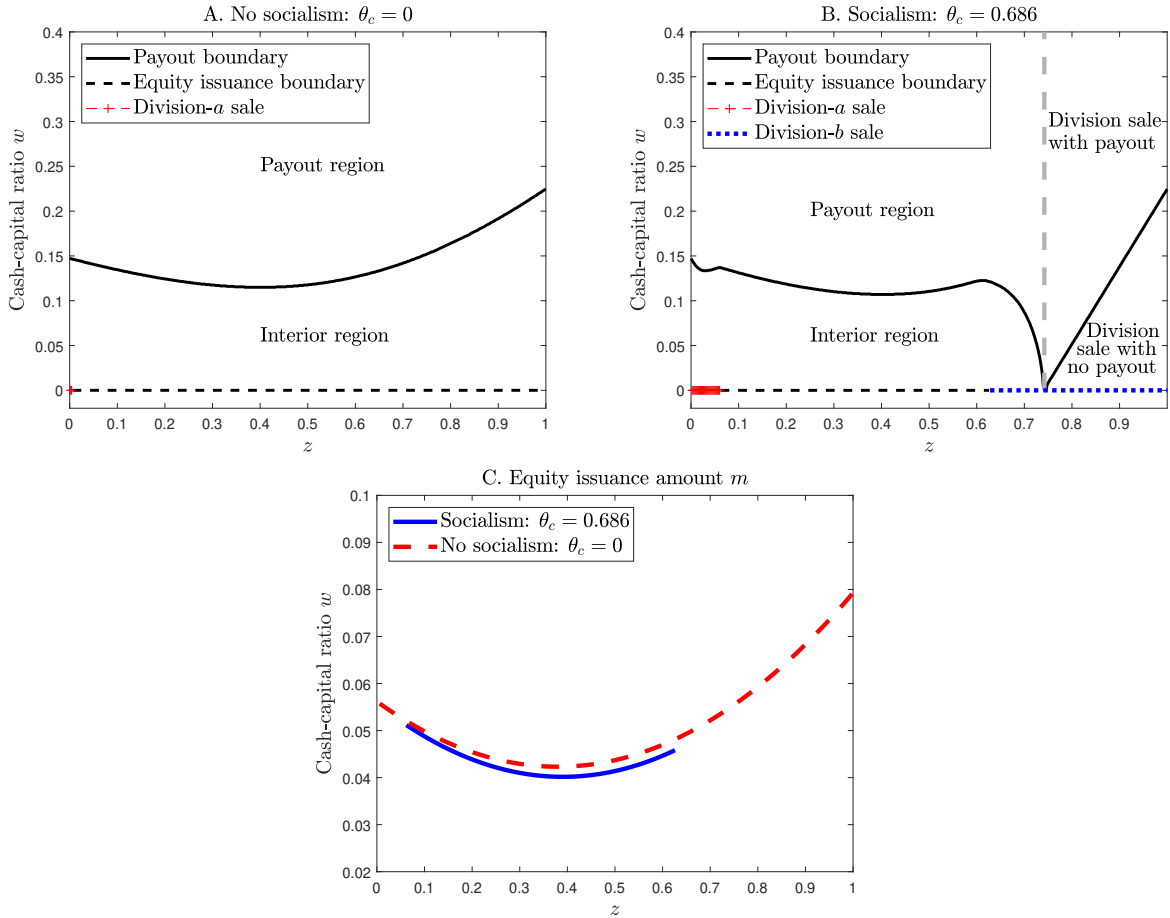 A. No socialism: θc = 0
0.4
0.35
0.3
0.25
0.2
0.15
0.1
0.05
0
Cash-capital ratio w
Payout boundary
Equity issuance boundary
Division-a sale
Payout region
Interior region
0 0.1 0.2 0.3 0.4 0.5 0.6 0.7 0.8 0.9 1
z
B. Socialism: θc = 0.686
0.4
0.35
0.3
0.25
0.2
0.15
0.1
0.05
0
Cash-capital ratio w
Payout boundary
Equity issuance boundary
Division-a sale
Division-b sale
Division sale
with payout
Payout region
Interior region
Division
sale with
no payout
0 0.1 0.2 0.3 0.4 0.5 0.6 0.7 0.8 0.9
z
C. Equity issuance amount m
0.1
0.09
0.08
0.07
0.06
0.05
0.04
0.03
0.02
Cash-capital ratio w
Socialism: θc = 0.686
No socialism: θc = 0
0 0.1 0.2 0.3 0.4 0.5 0.6 0.7 0.8 0.9 1
z